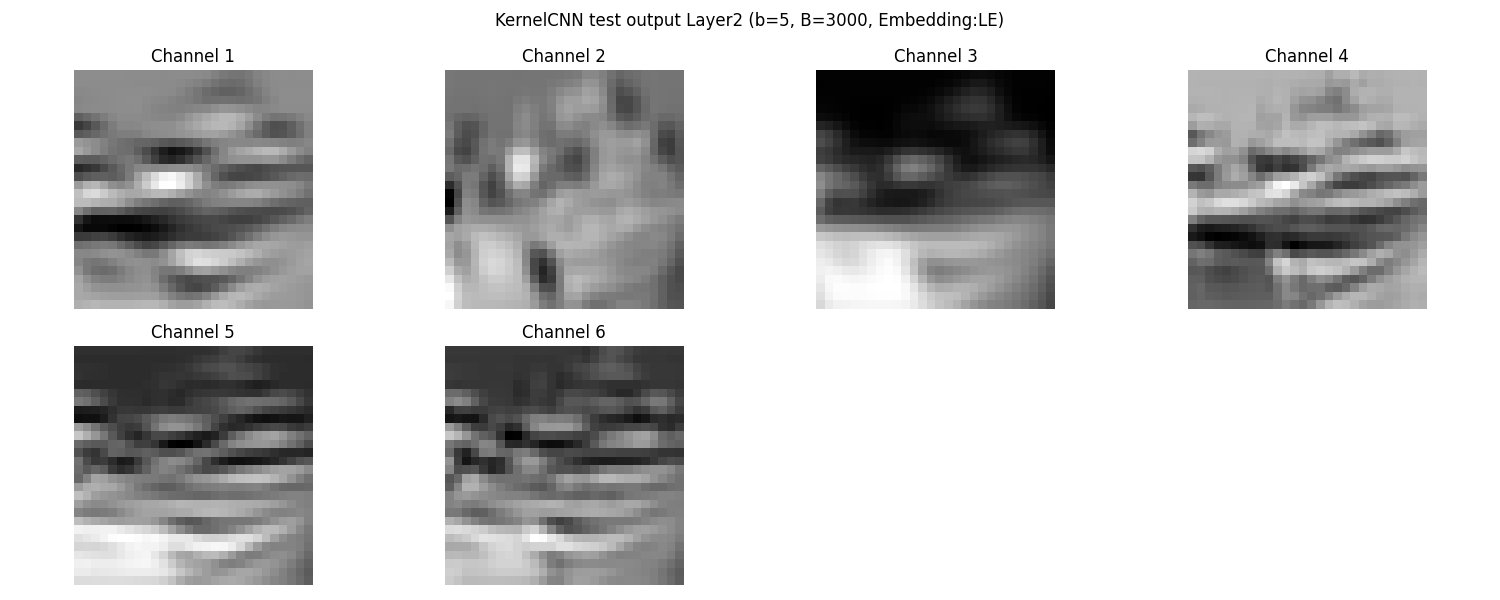 KernelCNN test output Layer2 (b=5, B=3000, Embedding:LE)
Channel 1
Channel 2
Channel 3
Channel 4
Channel 5
Channel 6